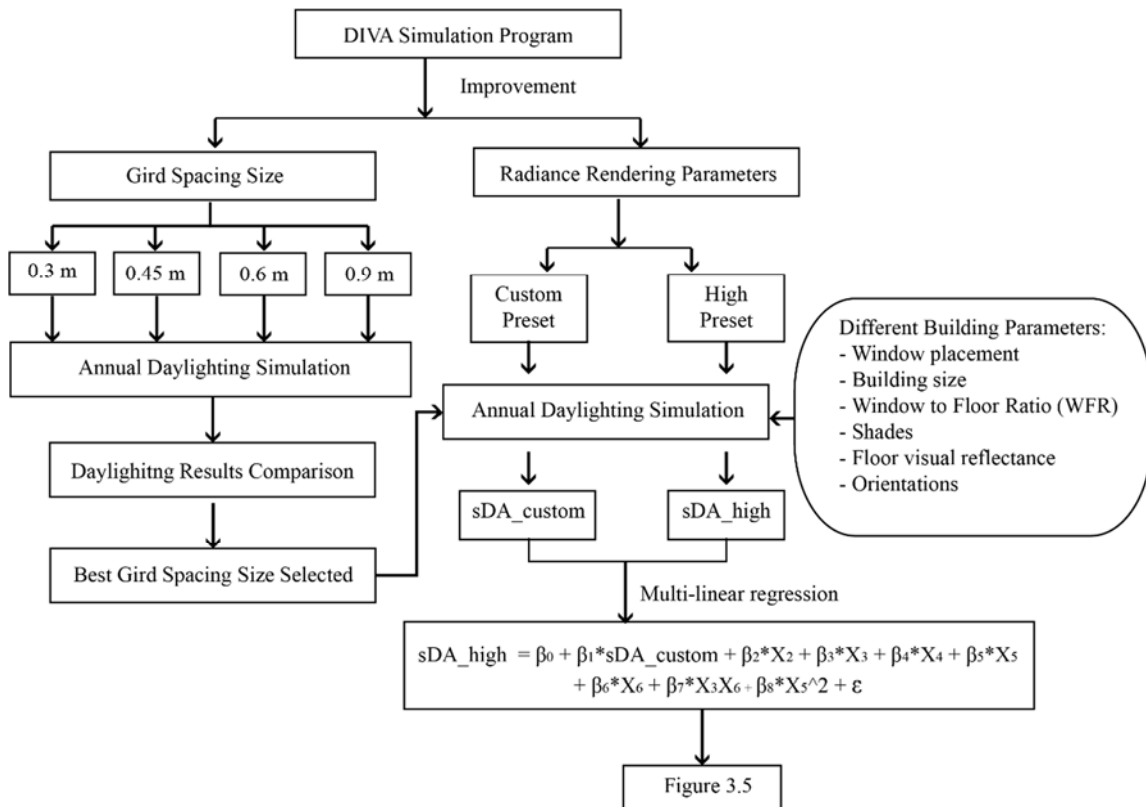 DIVA Simulation Program
Improvement
Gird Spacing Size
Radiance Rendering Parameters
0.3 m
0.45 m
0.6 m
0.9 m
Custom
Preset
High
Preset
Different Building Parameters:
- Window placement
- Building size
- Window to Floor Ratio (WFR)
- Shades
- Floor visual reflectance
- Orientations
Annual Daylighting Simulation
Annual Daylighting Simulation
Daylighitng Results Comparison
sDA_custom
sDA_high
Best Gird Spacing Size Selected
Multi-linear regression
sDA_high = β₀ + β₁*sDA_custom + β₂*X₂ + β₃*X₃ + β₄*X₄ + β₅*X₅
+ β₆*X₆ + β₇*X₃X₆ + β₈*X₅^2 + ε
Figure 3.5